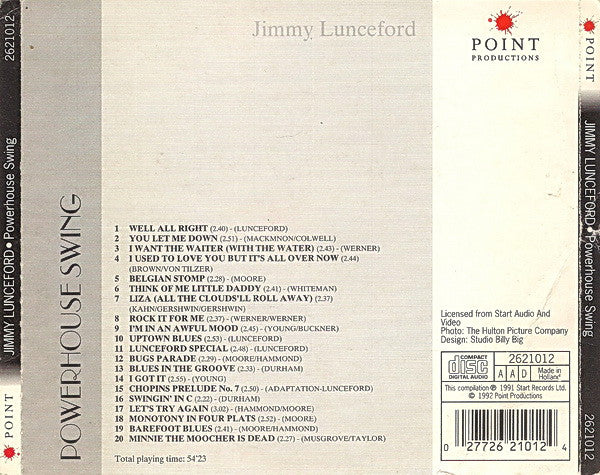 2621012
JIMMY LUNCEFORD • Powerhouse Swing
POINT
POWERHOUSE SWING
Jimmy Lunceford
1 WELL ALL RIGHT (2.40) - (LUNCEFORD)
2 YOU LET ME DOWN (2.51) - (MACKMNON/COLWELL)
3 I WANT THE WAITER (WITH THE WATER) (2.43) - (WERNER)
4 I USED TO LOVE YOU BUT IT'S ALL OVER NOW (2.44)
(BROWN/VON TILZER)
5 BELGIAN STOMP (2.28) - (MOORE)
6 THINK OF ME LITTLE DADDY (2.41) - (WHITEMAN)
7 LIZA (ALL THE CLOUDS'LL ROLL AWAY) (2.37)
(KAHN/GERSHWIN/GERSHWIN)
8 ROCK IT FOR ME (2.37) - (WERNER/WERNER)
9 I'M IN AN AWFUL MOOD (2.45) - (YOUNG/BUCKNER)
10 UPTOWN BLUES (2.53) - (LUNCEFORD)
11 LUNCEFORD SPECIAL (2.48) - (LUNCEFORD)
12 BUGS PARADE (2.29) - (MOORE/HAMMOND)
13 BLUES IN THE GROOVE (2.33) - (DURHAM)
14 I GOT IT (2.55) - (YOUNG)
15 CHOPINS PRELUDE No. 7 (2.50) - (ADAPTATION-LUNCEFORD)
16 SWINGIN' IN C (2.22) - (DURHAM)
17 LET'S TRY AGAIN (3.02) - (HAMMOND/MOORE)
18 MONOTONY IN FOUR PLATS (2.52) - (MOORE)
19 BAREFOOT BLUES (2.41) - (MOORE/HAMMOND)
20 MINNIE THE MOOCHER IS DEAD (2.27) - (MUSGROVE/TAYLOR)
Total playing time: 54'23
POINT
PRODUCTIONS
Licensed from Start Audio And
Video
Photo: The Hulton Picture Company
Design: Studio Billy Big
COMPACT
disc
DIGITAL AUDIO
2621012
A A D
Made in
Holland
This compilation ℗ 1991 Start Records Ltd.
© 1992 Point Productions
0 27726 21012 4
POINT
JIMMY LUNCEFORD • Powerhouse Swing
2621012